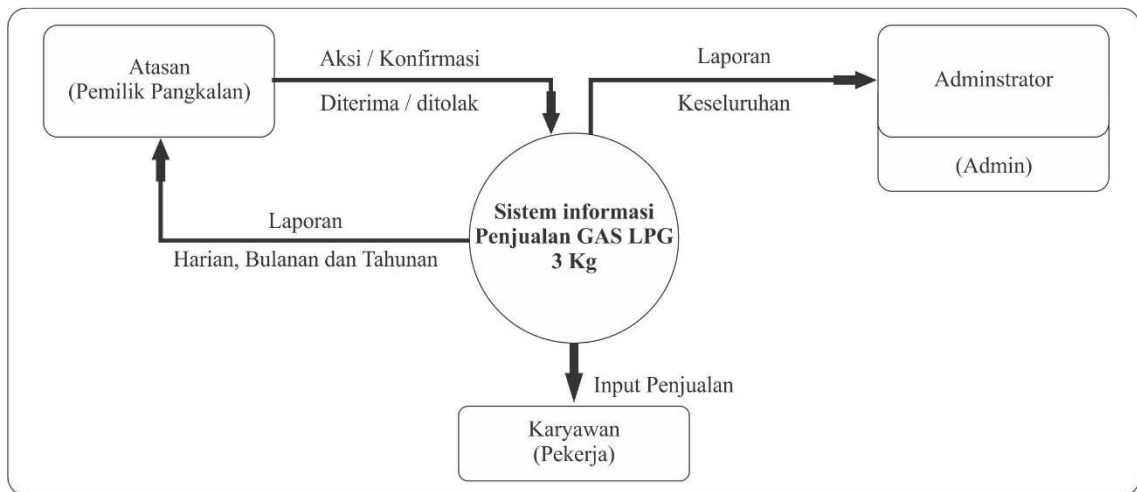 Atasan
(Pemilik Pangkalan)
Aksi / Konfirmasi
Diterima / ditolak
Laporan
Keseluruhan
Adminstrator
(Admin)
Sistem informasi
Penjualan GAS LPG
3 Kg
Laporan
Harian, Bulanan dan Tahunan
Input Penjualan
Karyawan
(Pekerja)